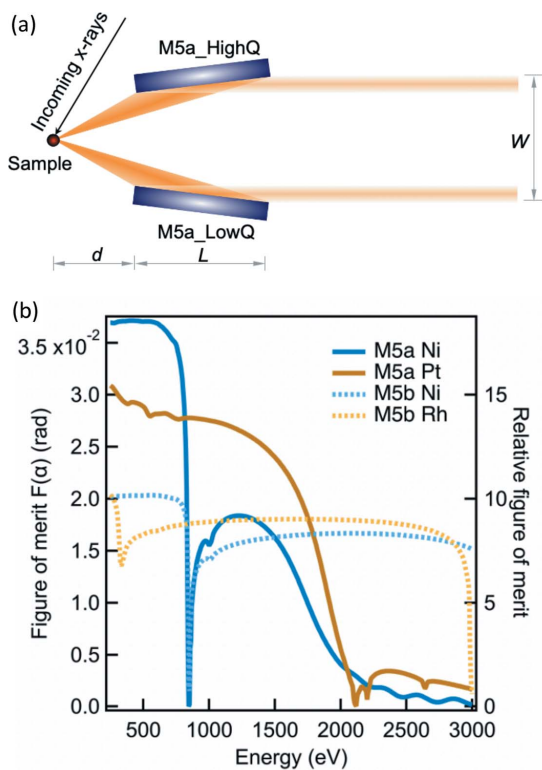 (a)
M5a_HighQ
Incoming x-rays
Sample
W
M5a_LowQ
d
L
(b)
3.5 x10-2
3.0
2.5
2.0
1.5
1.0
0.5
0.0
Figure of merit F(α) (rad)
M5a Ni
M5a Pt
M5b Ni
M5b Rh
15
10
5
0
Relative figure of merit
500 1000 1500 2000 2500 3000
Energy (eV)